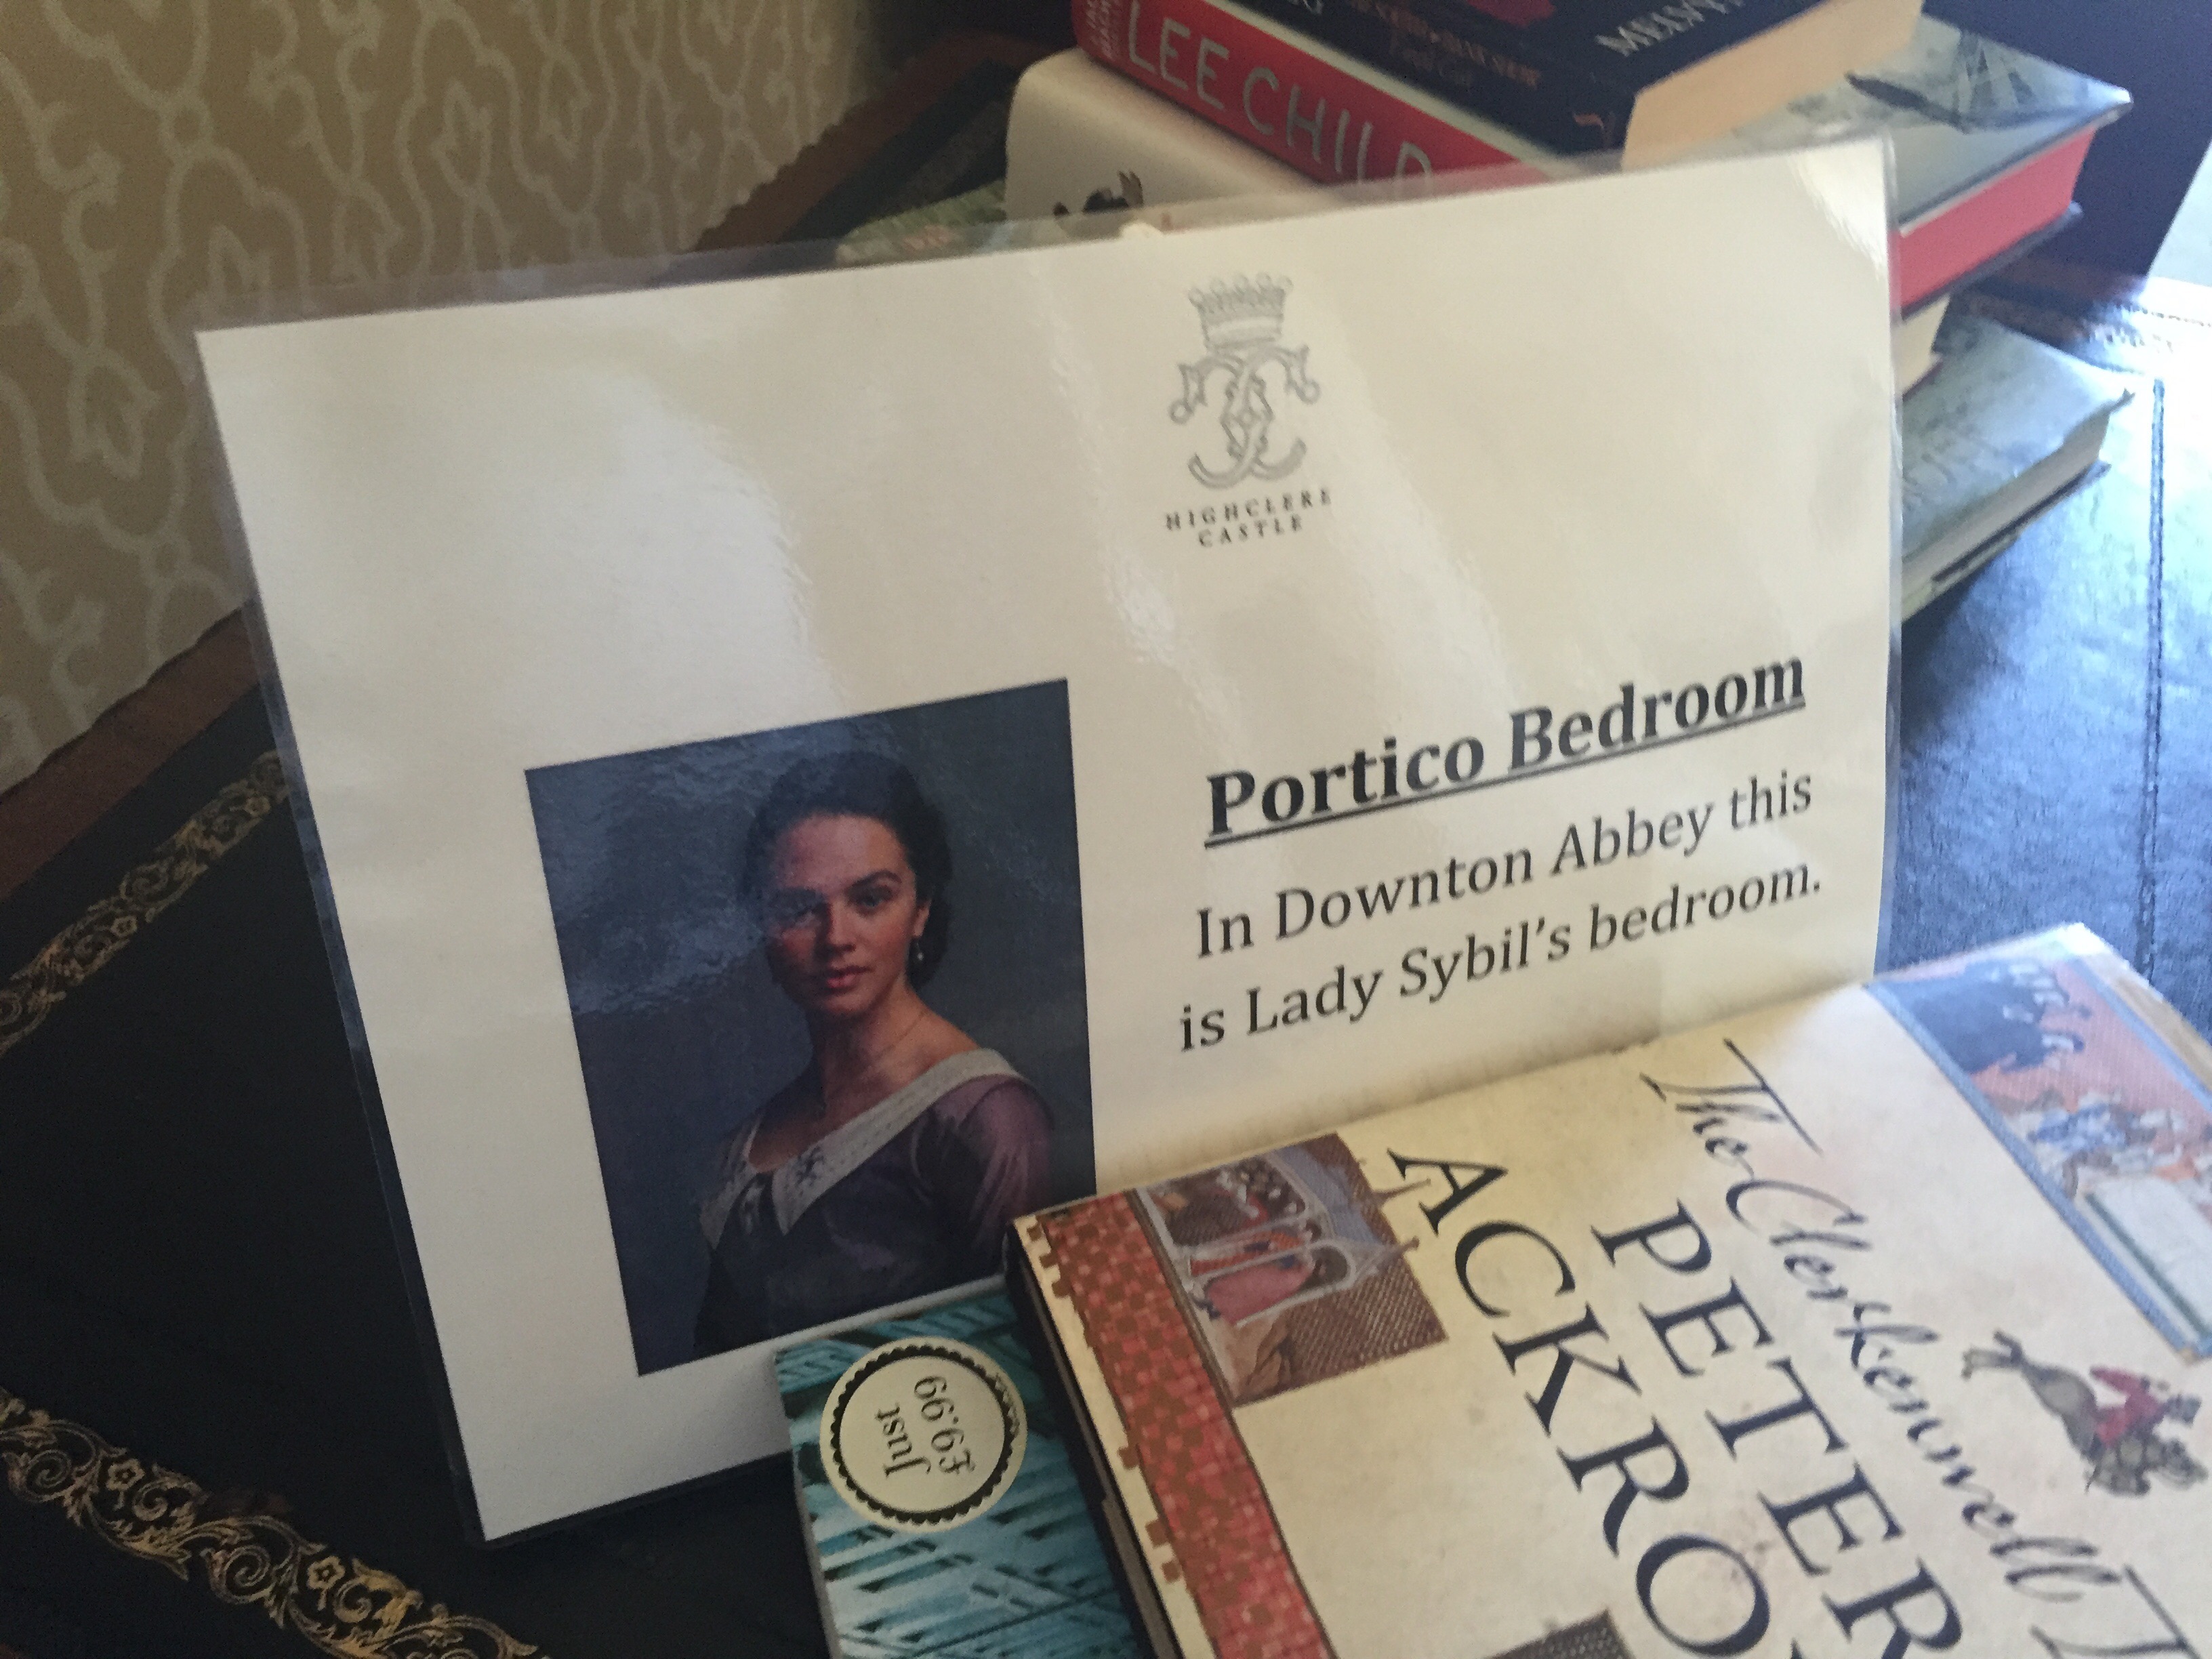 LEE CHILD
HIGHCLERE
CASTLE
Portico Bedroom
In Downton Abbey this
is Lady Sybil's bedroom.
The Clerkenwell
PETER
ACKRO
Just
£9.99